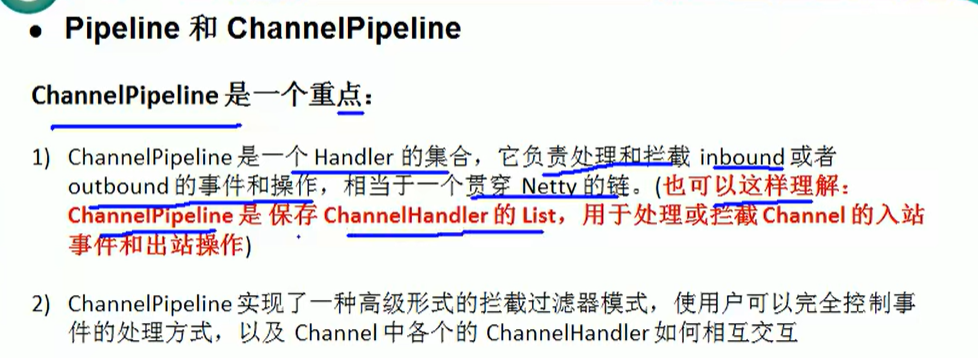 ● Pipeline 和 ChannelPipeline
ChannelPipeline 是一个重点：
1) ChannelPipeline 是一个 Handler 的集合，它负责处理和拦截 inbound 或者
outbound 的事件和操作，相当于一个贯穿 Netty 的链。(也可以这样理解：
ChannelPipeline 是 保存 ChannelHandler 的 List，用于处理或拦截 Channel 的入站
事件和出站操作)
2) ChannelPipeline 实现了一种高级形式的拦截过滤器模式，使用户可以完全控制事
件的处理方式，以及 Channel 中各个的 ChannelHandler 如何相互交互